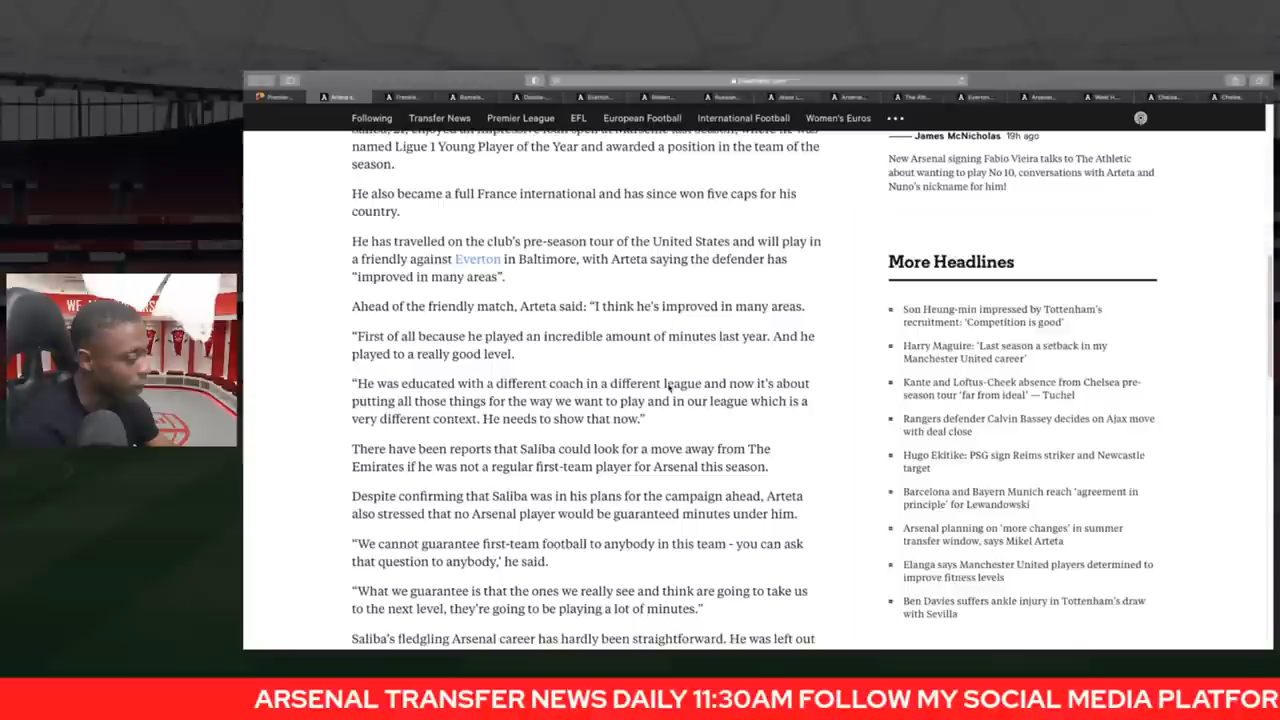 Following Transfer News Premier League EFL European Football International Football Women's Euros
Saliba, 21, enjoyed an impressive loan spell at Marseille last season, where he was
named Ligue 1 Young Player of the Year and awarded a position in the team of the
season.
He also became a full France international and has since won five caps for his
country.
He has travelled on the club's pre-season tour of the United States and will play in
a friendly against Everton in Baltimore, with Arteta saying the defender has
“improved in many areas”.
Ahead of the friendly match, Arteta said: “I think he's improved in many areas.
“First of all because he played an incredible amount of minutes last year. And he
played to a really good level.
“He was educated with a different coach in a different league and now it's about
putting all those things for the way we want to play and in our league which is a
very different context. He needs to show that now.”
There have been reports that Saliba could look for a move away from The
Emirates if he was not a regular first-team player for Arsenal this season.
Despite confirming that Saliba was in his plans for the campaign ahead, Arteta
also stressed that no Arsenal player would be guaranteed minutes under him.
“We cannot guarantee first-team football to anybody in this team - you can ask
that question to anybody,' he said.
“What we guarantee is that the ones we really see and think are going to take us
to the next level, they're going to be playing a lot of minutes.”
Saliba's fledgling Arsenal career has hardly been straightforward. He was left out
James McNicholas 19h ago
New Arsenal signing Fabio Vieira talks to The Athletic
about wanting to play No 10, conversations with Arteta and
Nuno's nickname for him!
More Headlines
Son Heung-min impressed by Tottenham's
recruitment: ‘Competition is good’
Harry Maguire: ‘Last season a setback in my
Manchester United career’
Kante and Loftus-Cheek absence from Chelsea pre-
season tour ‘far from ideal’ — Tuchel
Rangers defender Calvin Bassey decides on Ajax move
with deal close
Hugo Ekitike: PSG sign Reims striker and Newcastle
target
Barcelona and Bayern Munich reach ‘agreement in
principle’ for Lewandowski
Arsenal planning on ‘more changes’ in summer
transfer window, says Mikel Arteta
Elanga says Manchester United players determined to
improve fitness levels
Ben Davies suffers ankle injury in Tottenham's draw
with Sevilla
ARSENAL TRANSFER NEWS DAILY 11:30AM FOLLOW MY SOCIAL MEDIA PLATFOR